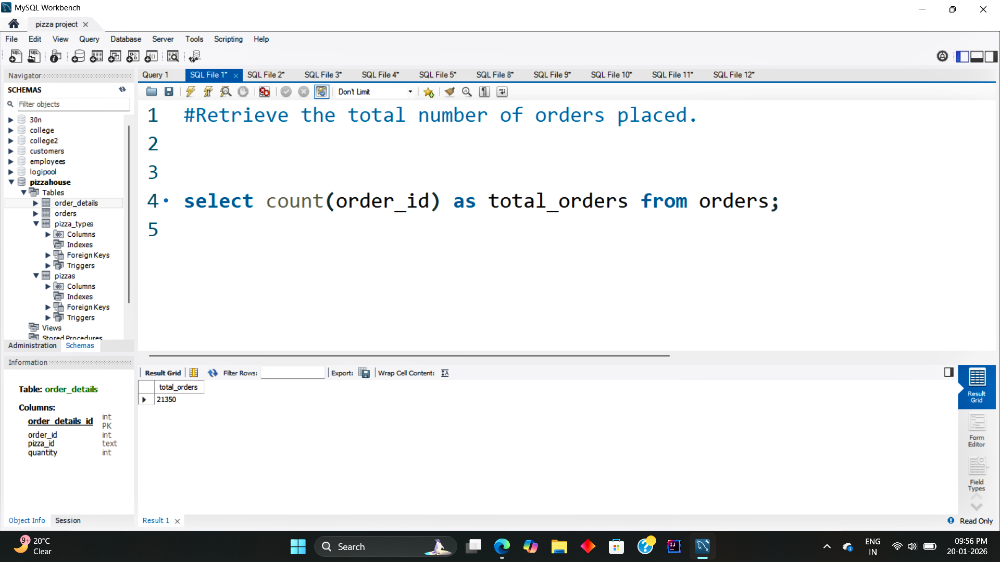 MySQL Workbench
pizza project
File Edit View Query Database Server Tools Scripting Help
Navigator
SCHEMAS
Filter objects
30n
college
college2
customers
employees
logipool
pizzahouse
Tables
order_details
orders
pizza_types
Columns
Indexes
Foreign Keys
Triggers
pizzas
Columns
Indexes
Foreign Keys
Triggers
Views
Stored Procedures
Administration Schemas
Information
Table: order_details
Columns:
order_details_id int PK
order_id int
pizza_id text
quantity int
Object Info Session
Query 1 SQL File 1* SQL File 2* SQL File 3* SQL File 4* SQL File 5* SQL File 8* SQL File 9* SQL File 10* SQL File 11* SQL File 12*
Don't Limit
1 #Retrieve the total number of orders placed.
2
3
4 select count(order_id) as total_orders from orders;
5
Result Grid Filter Rows: Export: Wrap Cell Content:
total_orders
21350
Result Grid
Form Editor
Field Types
Result 1
Read Only
9+ 20°C
Clear
Search
ENG
IN
09:56 PM
20-01-2026